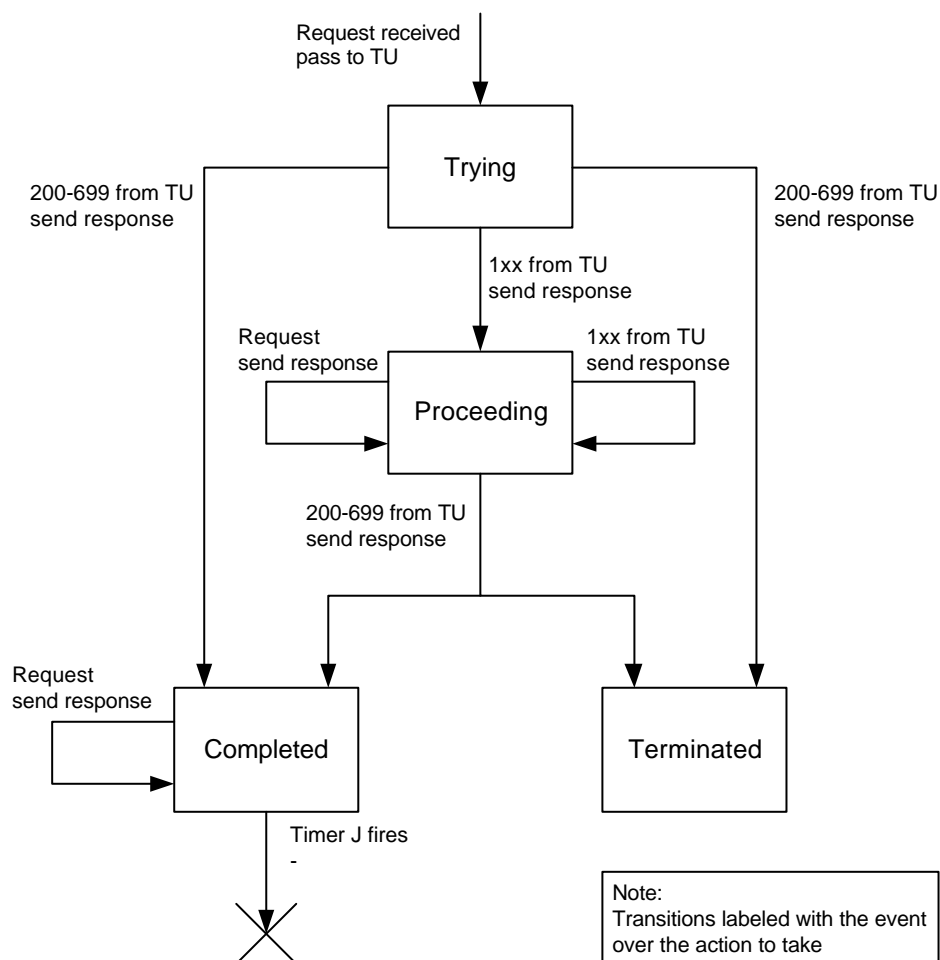 Request received
pass to TU
Trying
200-699 from TU
send response
200-699 from TU
send response
1xx from TU
send response
Request
send response
1xx from TU
send response
Proceeding
200-699 from TU
send response
Request
send response
Completed
Terminated
Timer J fires
-
Note:
Transitions labeled with the event
over the action to take